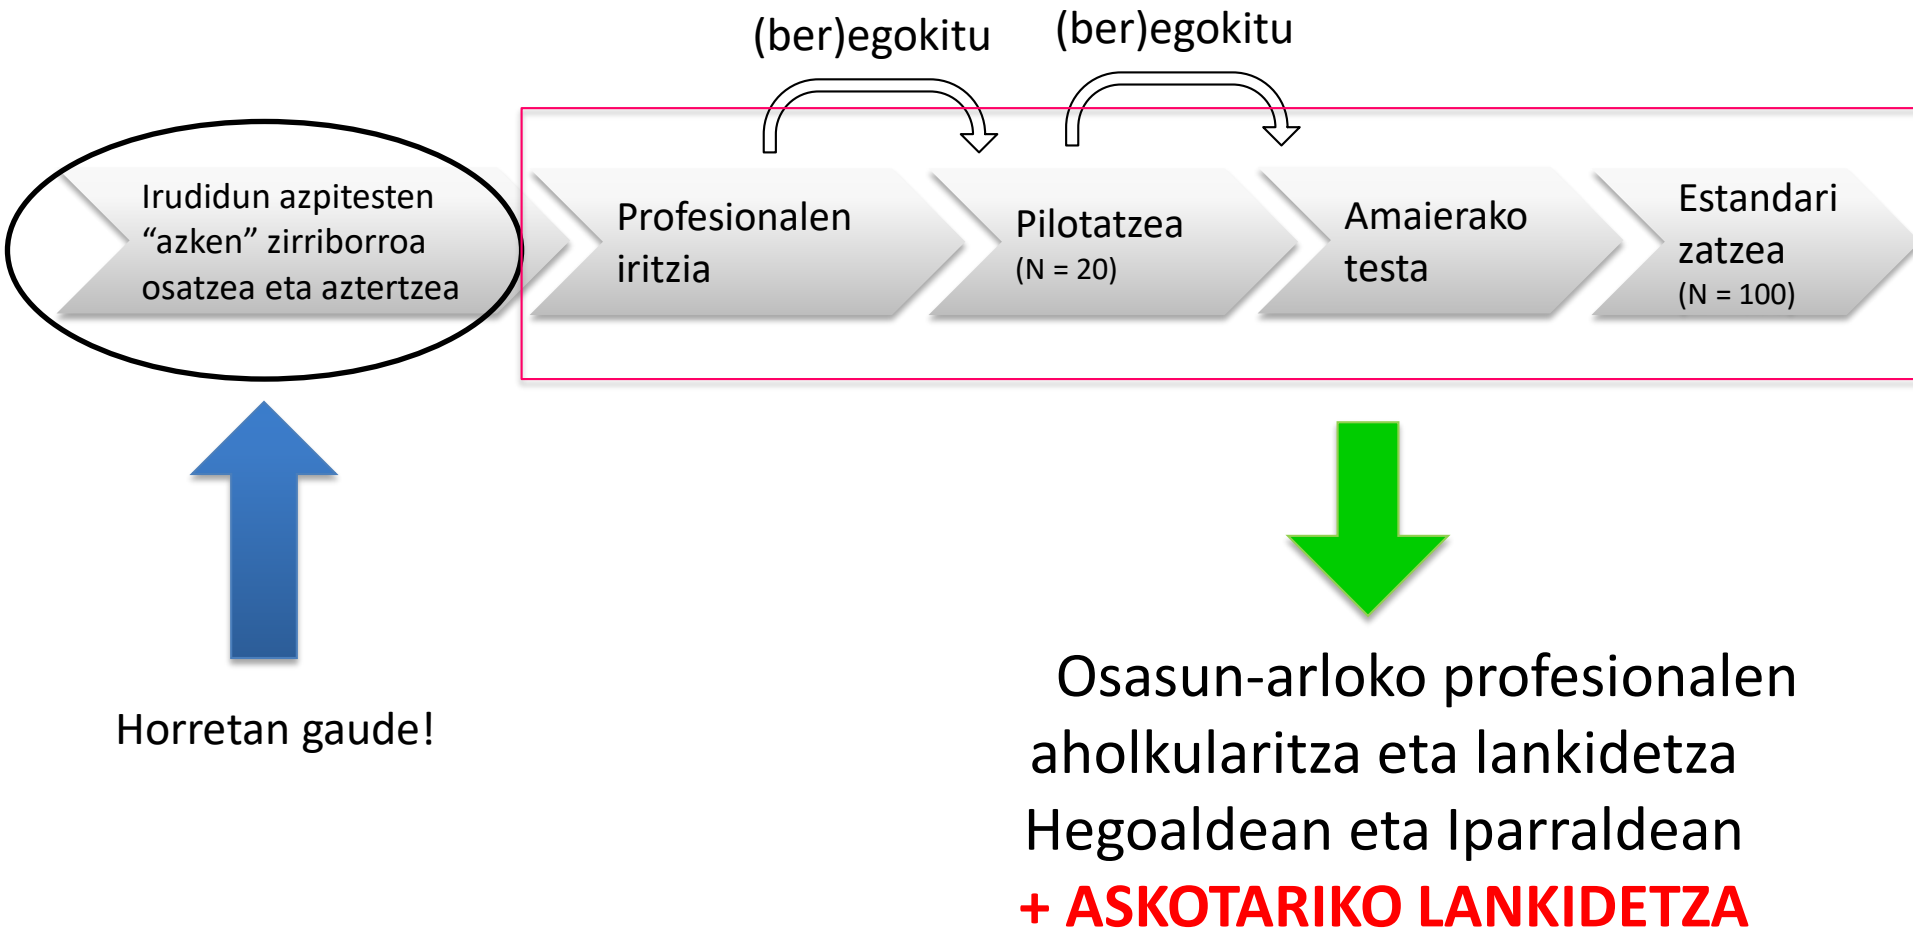 (ber)egokitu
(ber)egokitu
Irudidun azpitesten
“azken” zirriborroa
osatzea eta aztertzea
Profesionalen
iritzia
Pilotatzea
(N = 20)
Amaierako
testa
Estandari
zatzea
(N = 100)
Horretan gaude!
Osasun-arloko profesionalen
aholkularitza eta lankidetza
Hegoaldean eta Iparraldean
+ ASKOTARIKO LANKIDETZA